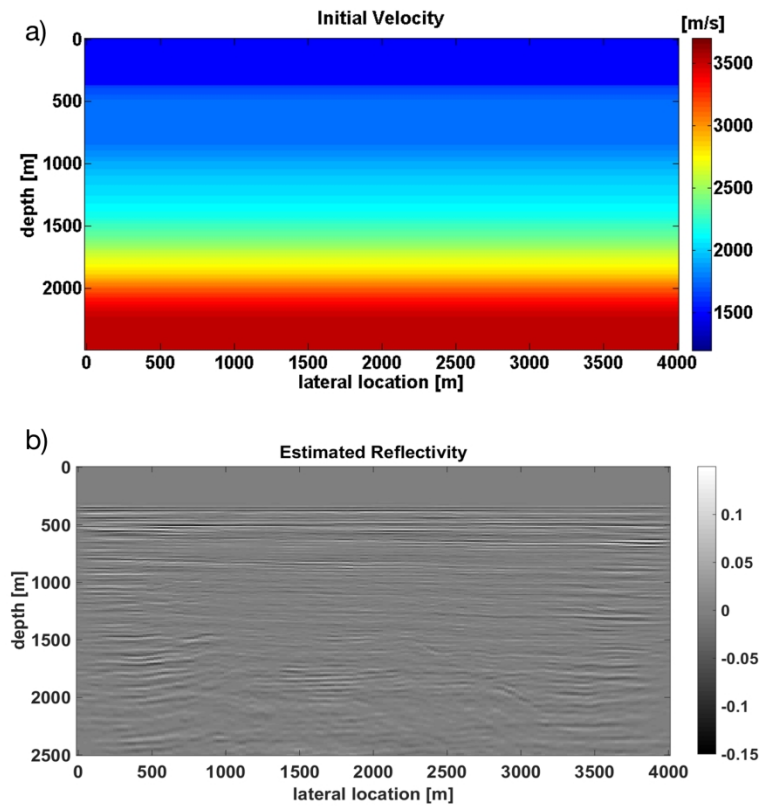 a)
Initial Velocity
[m/s]
0
500
1000
1500
2000
depth [m]
0 500 1000 1500 2000 2500 3000 3500 4000
lateral location [m]
3500
3000
2500
2000
1500
b)
Estimated Reflectivity
0
500
1000
1500
2000
2500
depth [m]
0 500 1000 1500 2000 2500 3000 3500 4000
lateral location [m]
0.1
0.05
0
-0.05
-0.1
-0.15